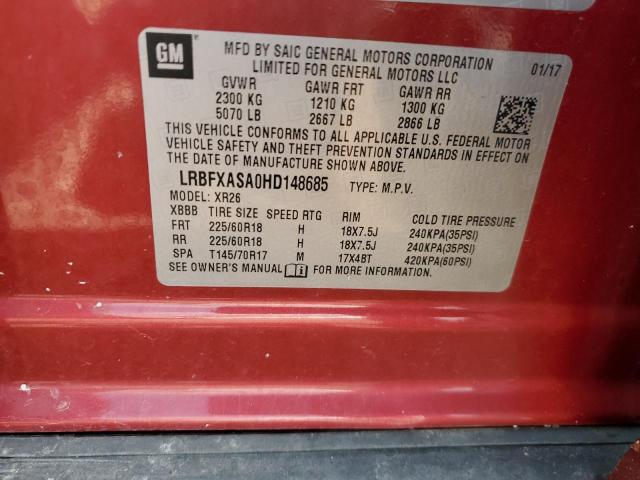 GM
MFD BY SAIC GENERAL MOTORS CORPORATION
LIMITED FOR GENERAL MOTORS LLC
01/17
GVWR GAWR FRT GAWR RR
2300 KG 1210 KG 1300 KG
5070 LB 2667 LB 2866 LB
THIS VEHICLE CONFORMS TO ALL APPLICABLE U.S. FEDERAL MOTOR
VEHICLE SAFETY AND THEFT PREVENTION STANDARDS IN EFFECT ON
THE DATE OF MANUFACTURE SHOWN ABOVE.
LRBFXASA0HD148685 TYPE: M.P.V.
MODEL: XR26
XBBB TIRE SIZE SPEED RTG RIM COLD TIRE PRESSURE
FRT 225/60R18 H 18X7.5J 240KPA(35PSI)
RR 225/60R18 H 18X7.5J 240KPA(35PSI)
SPA T145/70R17 M 17X4BT 420KPA(60PSI)
SEE OWNER'S MANUAL FOR MORE INFORMATION.